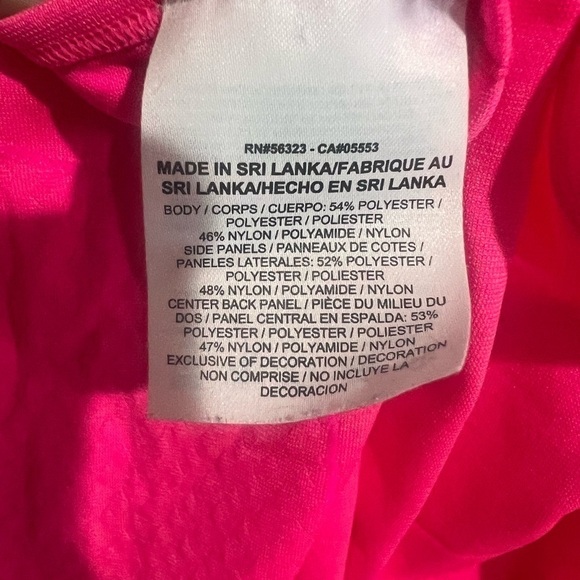 RN#56323 - CA#05553
MADE IN SRI LANKA/FABRIQUE AU
SRI LANKA/HECHO EN SRI LANKA
BODY / CORPS / CUERPO: 54% POLYESTER /
POLYESTER / POLIESTER
46% NYLON / POLYAMIDE / NYLON
SIDE PANELS / PANNEAUX DE COTES /
PANELES LATERALES: 52% POLYESTER /
POLYESTER / POLIESTER
48% NYLON / POLYAMIDE / NYLON
CENTER BACK PANEL / PIÈCE DU MILIEU DU
DOS / PANEL CENTRAL EN ESPALDA: 53%
POLYESTER / POLYESTER / POLIESTER
47% NYLON / POLYAMIDE / NYLON
EXCLUSIVE OF DECORATION / DECORATION
NON COMPRISE / NO INCLUYE LA
DECORACION